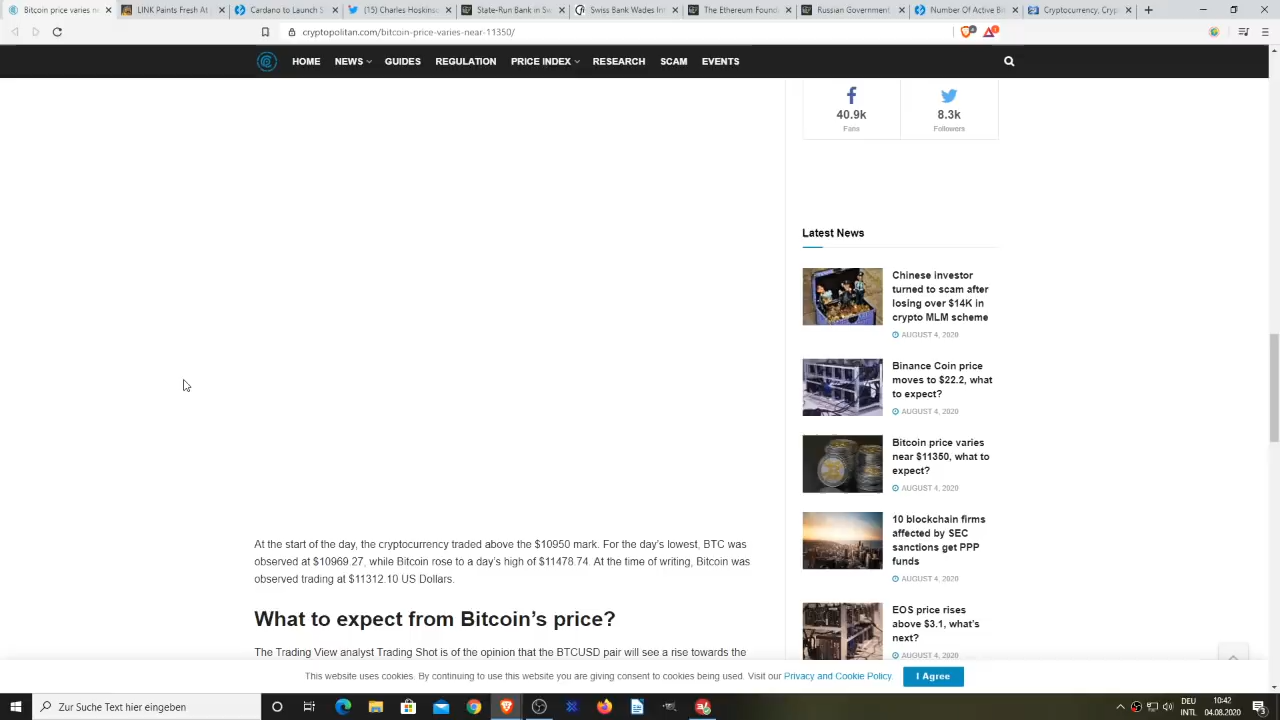 Bitcoin price varies ne
LINK Points Fresh At
Cardano to Launch S
(15) Charles Hoskins
State-Run Bank in So
Swiss Bank Wades In
The Ethereum Founda
Russian Government
Number of Active Bi
Cryptocurrency, Cryp
cryptopolitan.com/bitcoin-price-varies-near-11350/
HOME NEWS GUIDES REGULATION PRICE INDEX RESEARCH SCAM EVENTS
40.9k
Fans
8.3k
Followers
Latest News
Chinese investor
turned to scam after
losing over $14K in
crypto MLM scheme
AUGUST 4, 2020
Binance Coin price
moves to $22.2, what
to expect?
AUGUST 4, 2020
Bitcoin price varies
near $11350, what to
expect?
AUGUST 4, 2020
10 blockchain firms
affected by SEC
sanctions get PPP
funds
AUGUST 4, 2020
EOS price rises
above $3.1, what's
next?
AUGUST 4, 2020
At the start of the day, the cryptocurrency traded above the $10950 mark. For the day's lowest, BTC was
observed at $10969.27, while Bitcoin rose to a day's high of $11478.74. At the time of writing, Bitcoin was
observed trading at $11312.10 US Dollars.
What to expect from Bitcoin's price?
The Trading View analyst Trading Shot is of the opinion that the BTCUSD pair will see a rise towards the
This website uses cookies. By continuing to use this website you are giving consent to cookies being used. Visit our Privacy and Cookie Policy.
I Agree
Zur Suche Text hier eingeben
DEU
INTL
10:42
04.08.2020